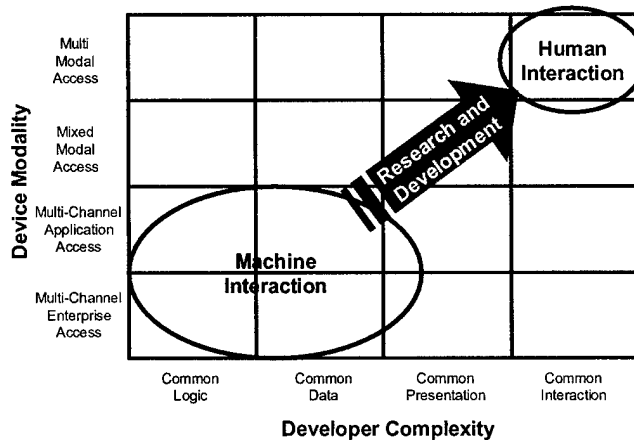 Multi
Modal
Access
Human
Interaction
Mixed
Modal
Access
Research and
Development
Device Modality
Multi-Channel
Application
Access
Machine
Interaction
Multi-Channel
Enterprise
Access
Common
Logic
Common
Data
Common
Presentation
Common
Interaction
Developer Complexity